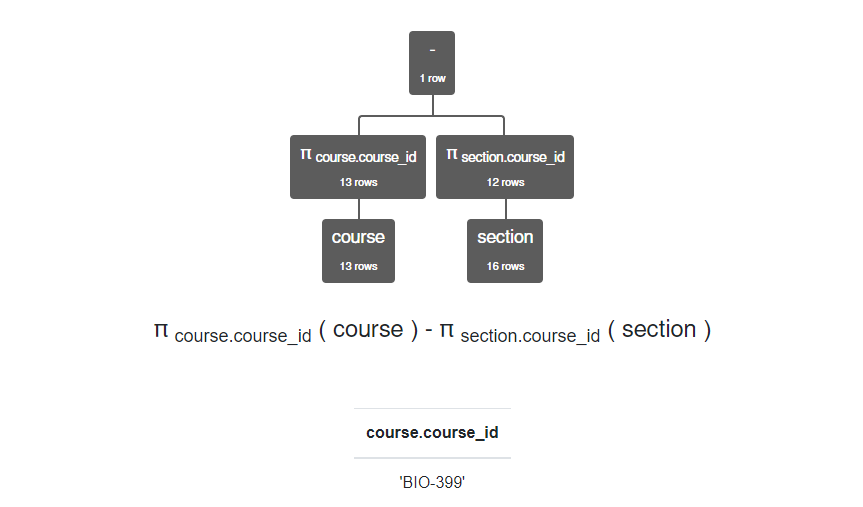 -
1 row
π course.course_id
13 rows
π section.course_id
12 rows
course
13 rows
section
16 rows
π course.course_id ( course ) - π section.course_id ( section )
course.course_id
'BIO-399'